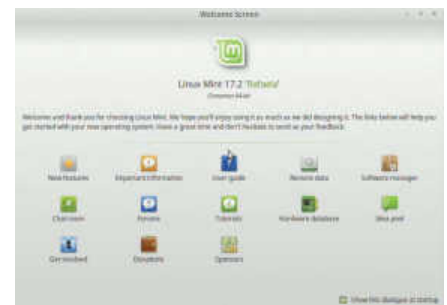 Welcome Screen
Linux Mint 17.2 'Rafaela'
Cinnamon 64-bit
Welcome and thank you for choosing Linux Mint. We hope you'll enjoy using it as much as we did designing it. The links below will help you
get started with your new operating system. Have a great time and don't hesitate to send us your feedback.
New features Important information User guide Restore data Software manager
Chat room Forums Tutorials Hardware database Idea pool
Get involved Donations Sponsors
Show this dialogue at startup